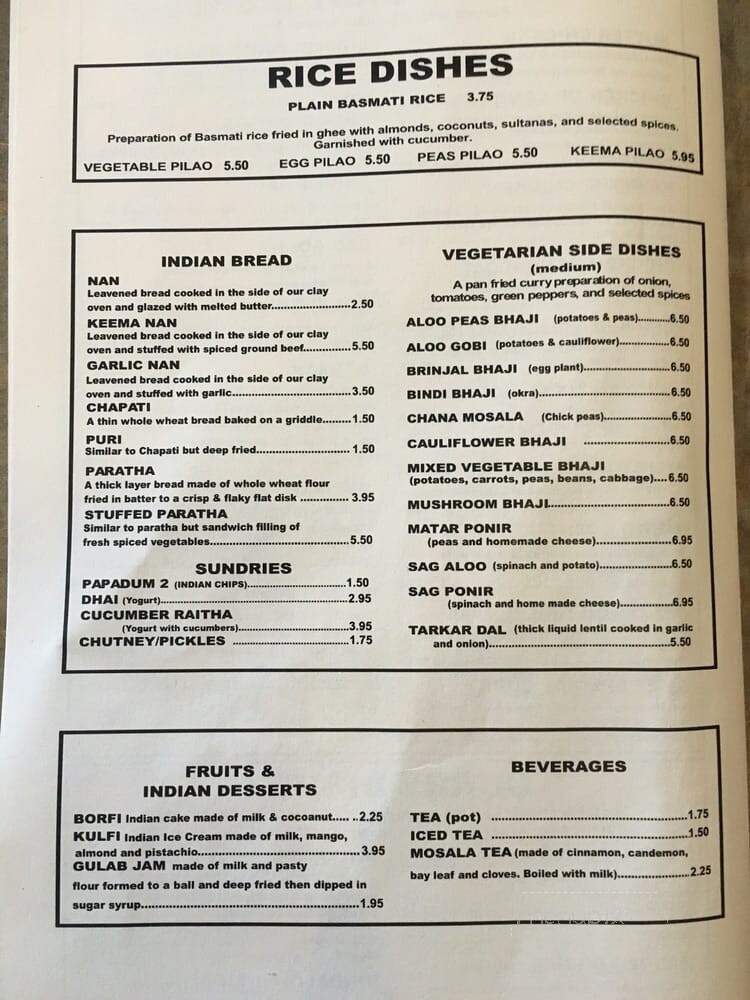 RICE DISHES
PLAIN BASMATI RICE 3.75
Preparation of Basmati rice fried in ghee with almonds, coconuts, sultanas, and selected spices.
Garnished with cucumber.
VEGETABLE PILAO 5.50 EGG PILAO 5.50 PEAS PILAO 5.50 KEEMA PILAO 5.95
INDIAN BREAD
NAN
Leavened bread cooked in the side of our clay
oven and glazed with melted butter....................2.50
KEEMA NAN
Leavened bread cooked in the side of our clay
oven and stuffed with spiced ground beef............5.50
GARLIC NAN
Leavened bread cooked in the side of our clay
oven and stuffed with garlic..............................3.50
CHAPATI
A thin whole wheat bread baked on a griddle.........1.50
PURI
Similar to Chapati but deep fried............................ 1.50
PARATHA
A thick layer bread made of whole wheat flour
fried in batter to a crisp & flaky flat disk .............. 3.95
STUFFED PARATHA
Similar to paratha but sandwich filling of
fresh spiced vegetables.........................................5.50
SUNDRIES
PAPADUM 2 (INDIAN CHIPS)..............................1.50
DHAI (Yogurt)........................................................2.95
CUCUMBER RAITHA
(Yogurt with cucumbers).................................3.95
CHUTNEY/PICKLES ...................................1.75
VEGETARIAN SIDE DISHES
(medium)
A pan fried curry preparation of onion,
tomatoes, green peppers, and selected spices
ALOO PEAS BHAJI (potatoes & peas)..........6.50
ALOO GOBI (potatoes & cauliflower)...............6.50
BRINJAL BHAJI (egg plant)..........................6.50
BINDI BHAJI (okra).......................................6.50
CHANA MOSALA (Chick peas)....................6.50
CAULIFLOWER BHAJI ..........................6.50
MIXED VEGETABLE BHAJI
(potatoes, carrots, peas, beans, cabbage)....6.50
MUSHROOM BHAJI....................................6.50
MATAR PONIR
(peas and homemade cheese)......................6.95
SAG ALOO (spinach and potato)....................6.50
SAG PONIR
(spinach and home made cheese)...............6.95
TARKAR DAL (thick liquid lentil cooked in garlic
and onion)......................................................5.50
FRUITS &
INDIAN DESSERTS
BORFI Indian cake made of milk & cocoanut..... ..2.25
KULFI Indian Ice Cream made of milk, mango,
almond and pistachio..........................................3.95
GULAB JAM made of milk and pasty
flour formed to a ball and deep fried then dipped in
sugar syrup.........................................................1.95
BEVERAGES
TEA (pot) ..................................................1.75
ICED TEA ..................................................1.50
MOSALA TEA (made of cinnamon, candemon,
bay leaf and cloves. Boiled with milk)..................2.25